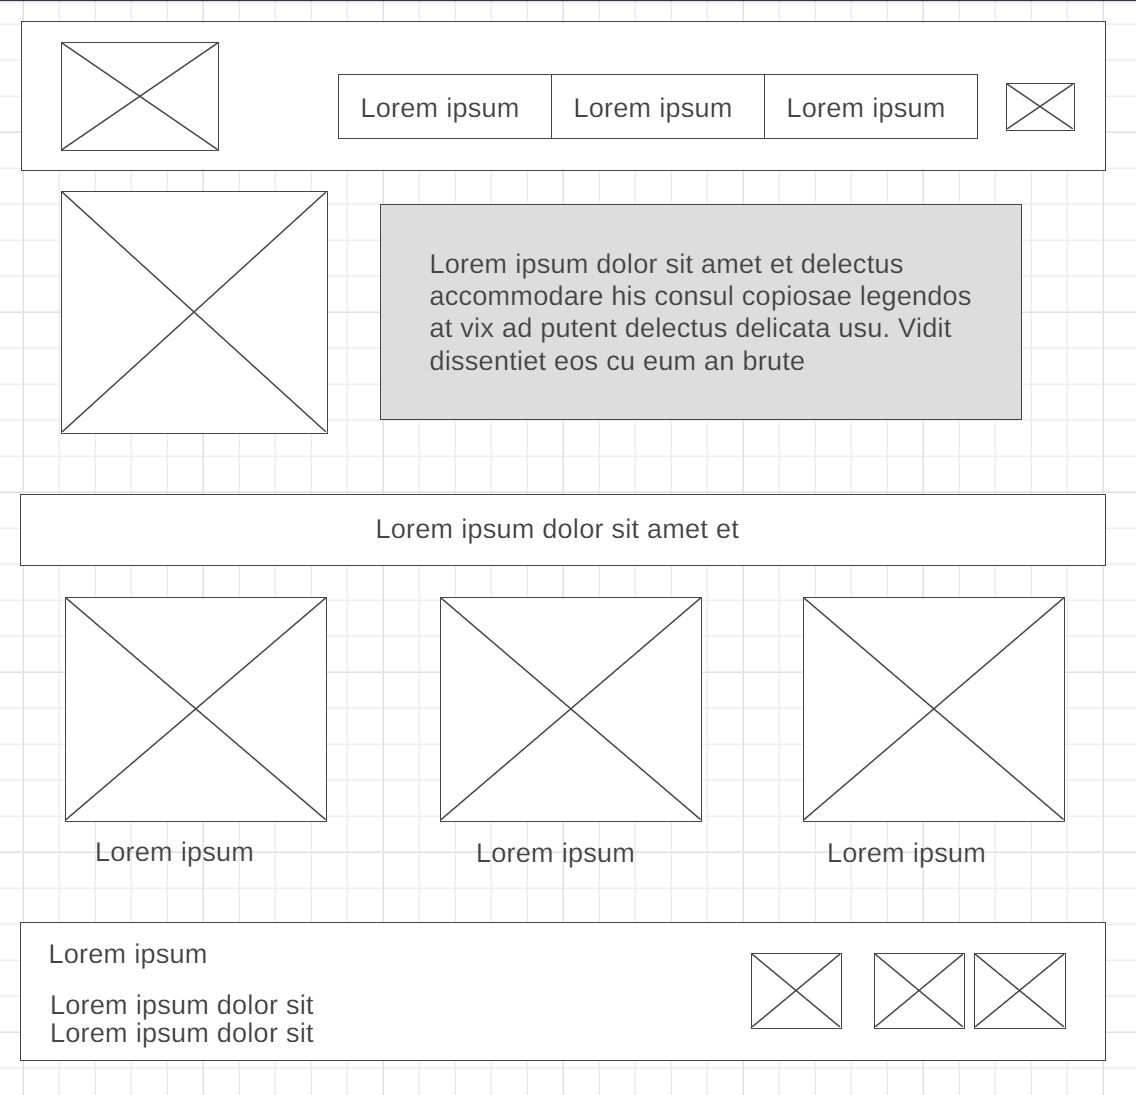 Lorem ipsum
Lorem ipsum
Lorem ipsum
Lorem ipsum dolor sit amet et delectus
accommodare his consul copiosae legendos
at vix ad putent delectus delicata usu. Vidit
dissentiet eos cu eum an brute
Lorem ipsum dolor sit amet et
Lorem ipsum
Lorem ipsum
Lorem ipsum
Lorem ipsum
Lorem ipsum dolor sit
Lorem ipsum dolor sit